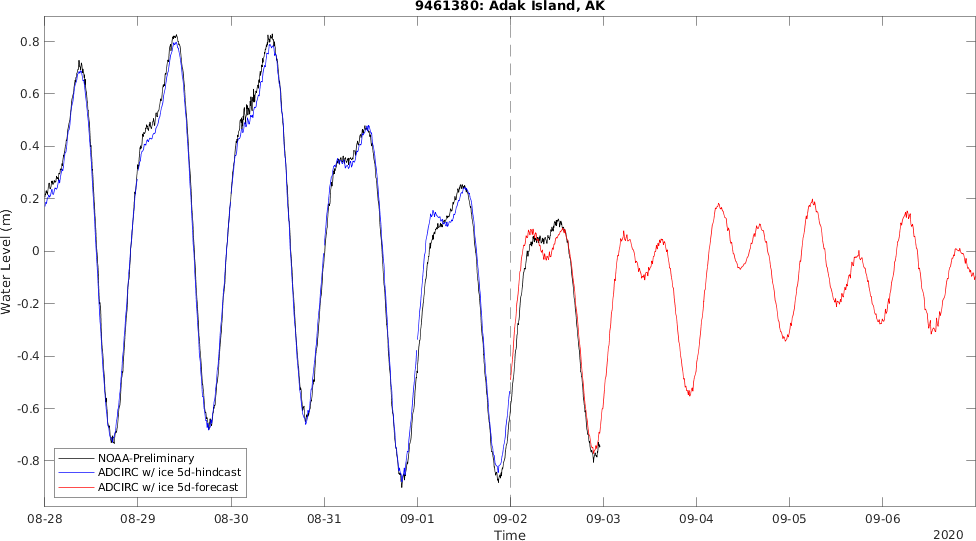 9461380: Adak Island, AK
Water Level (m)
0.8
0.6
0.4
0.2
0
-0.2
-0.4
-0.6
-0.8
NOAA-Preliminary
ADCIRC w/ ice 5d-hindcast
ADCIRC w/ ice 5d-forecast
08-28 08-29 08-30 08-31 09-01 09-02 09-03 09-04 09-05 09-06
Time
2020